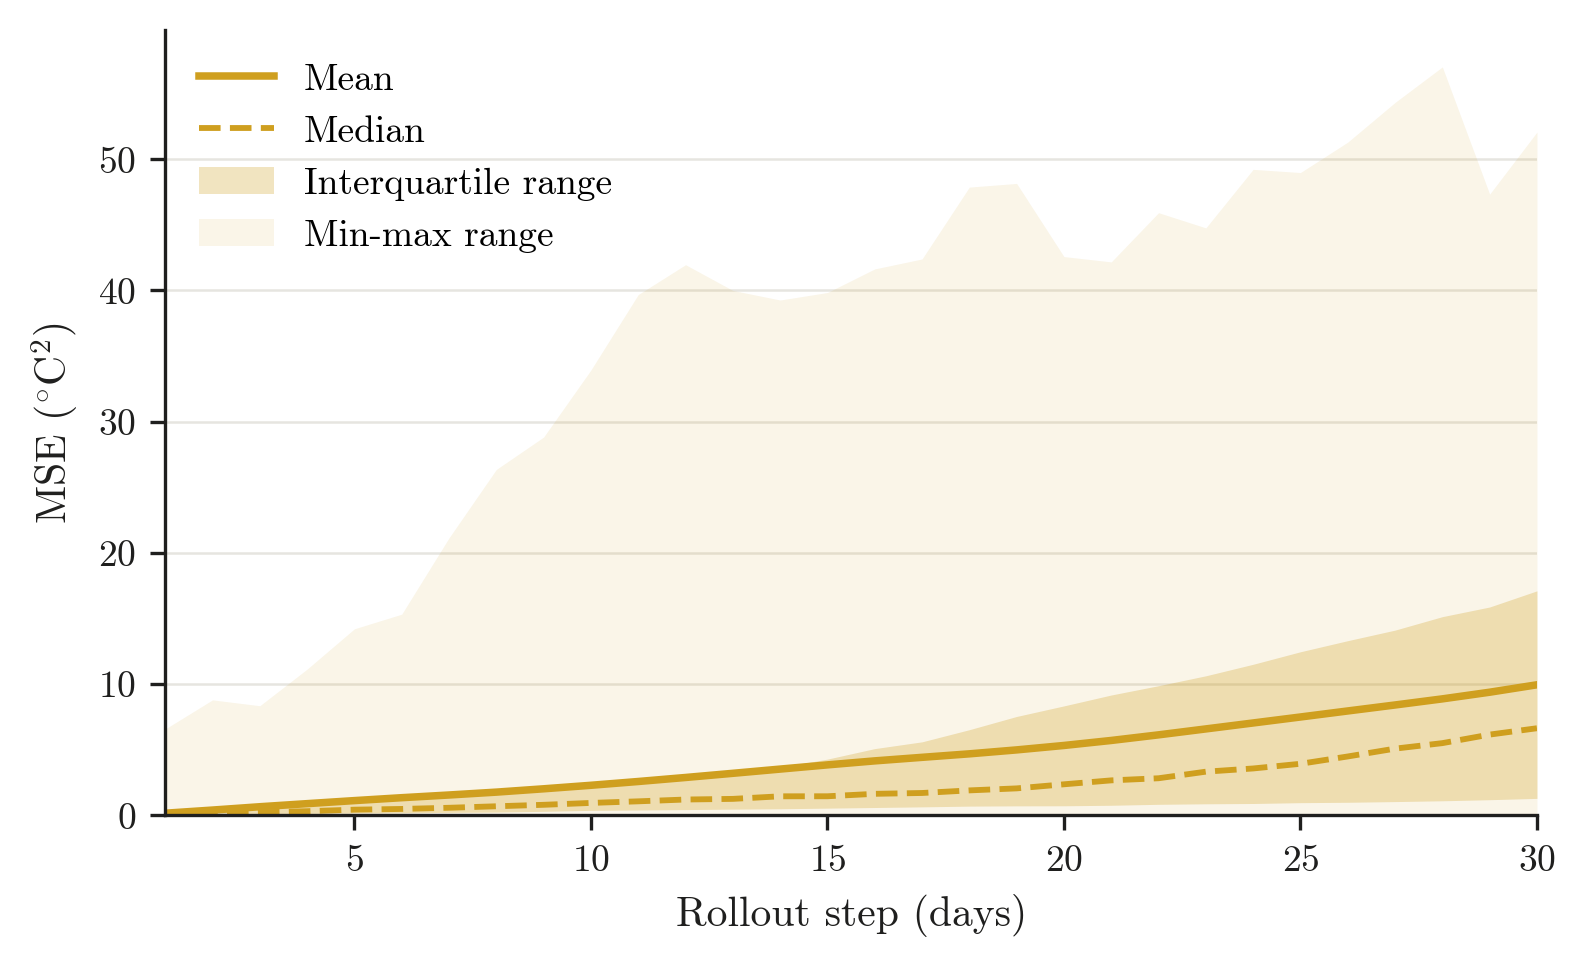 Mean
Median
Interquartile range
Min-max range
50
40
30
20
10
0
MSE (°C²)
5 10 15 20 25 30
Rollout step (days)